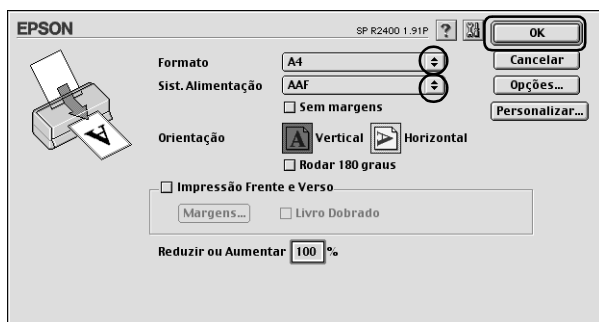 EPSON
SP R2400 1.91P ? OK
Formato A4 Cancelar
Sist. Alimentação AAF Opções...
Sem margens Personalizar...
Orientação A Vertical A Horizontal
Rodar 180 graus
Impressão Frente e Verso
Margens... Livro Dobrado
Reduzir ou Aumentar 100 %
A